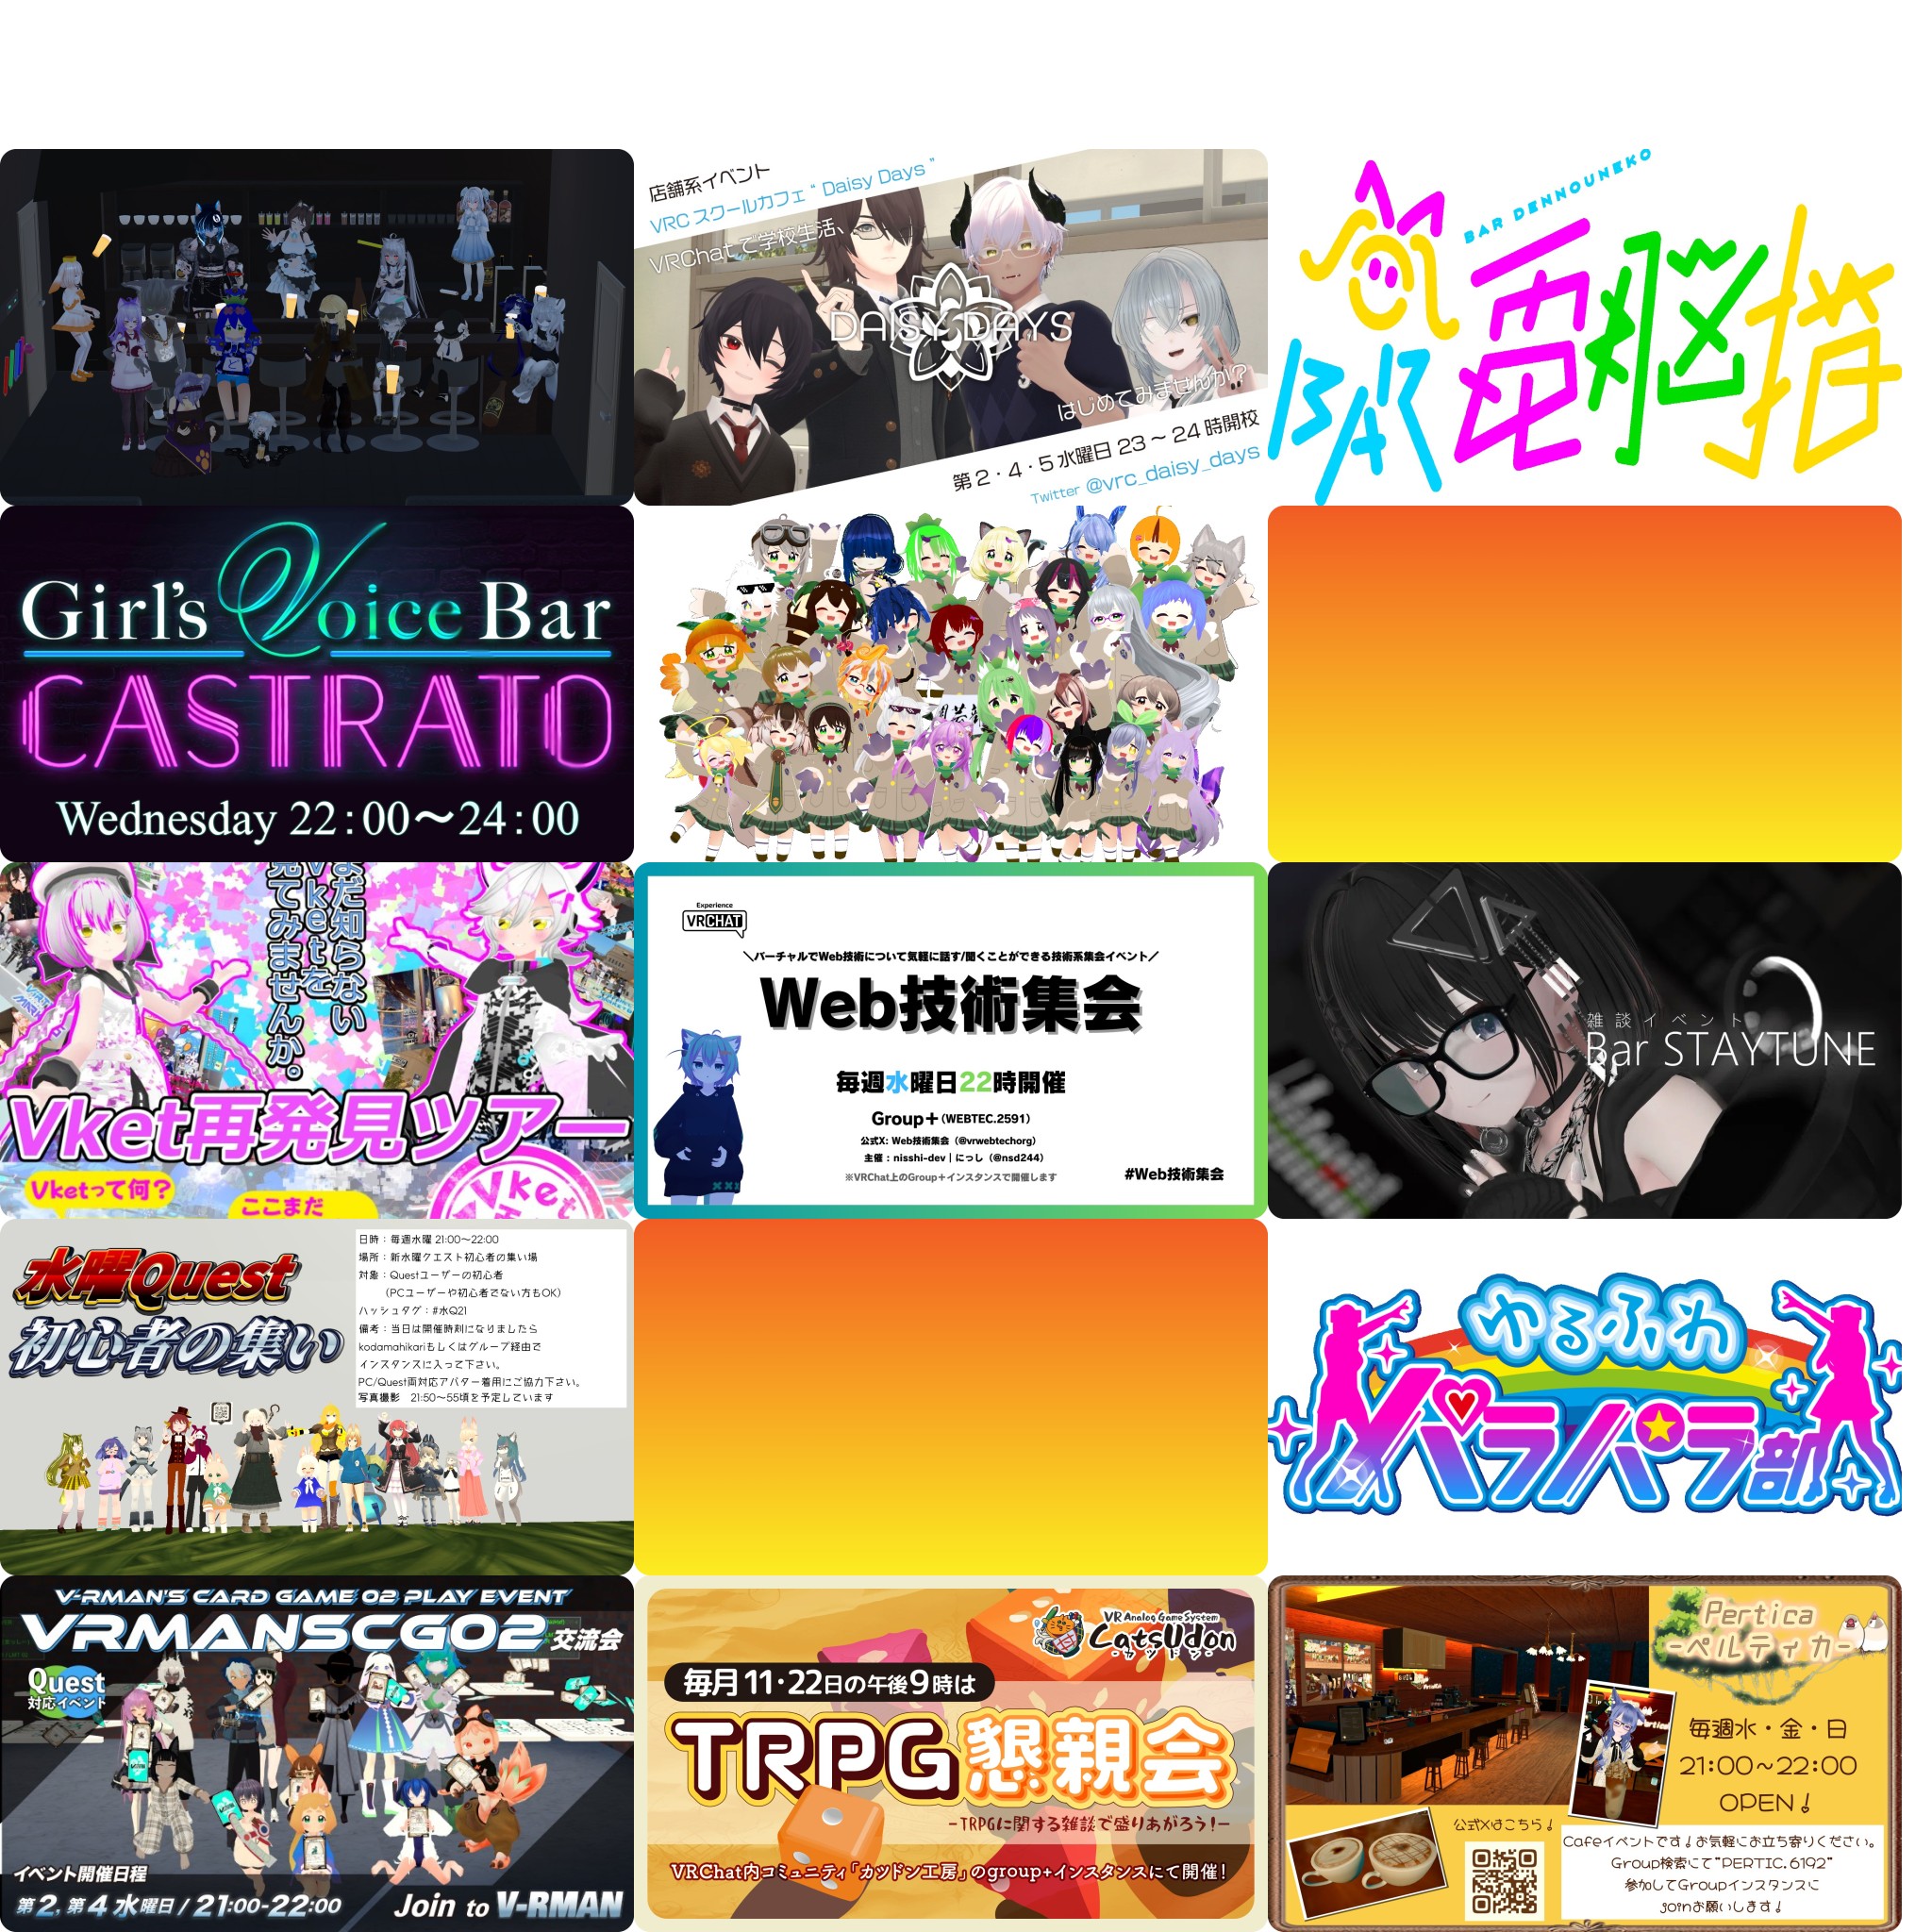 店舗系イベント
VRC スクールカフェ “ Daisy Days ”
VRChat で学校生活、
DAISY DAYS
はじめてみませんか?
第 2・4・5 水曜日 23 ~ 24 時開校
Twitter @vrc_daisy_days
BAR DENNOUNEKO
BAR 電脳猫
Girl's Voice Bar
CASTRATO
Wednesday 22:00〜24:00
まだ知らない
Vketを
見てみませんか。
Vket再発見ツアー
Vketって何?
ここまだ
Vket
Experience
VRCHAT
\バーチャルでWeb技術について気軽に話す/聞くことができる技術系集会イベント/
Web技術集会
毎週水曜日22時開催
Group+(WEBTEC.2591)
公式X: Web技術集会(@vrwebtechorg)
主催 : nisshi-dev | にっし(@nsd244)
※VRChat上のGroup+インスタンスで開催します
#Web技術集会
雑談イベント
Bar STAYTUNE
水曜Quest
初心者の集い
日時:毎週水曜 21:00〜22:00
場所:新水曜クエスト初心者の集い場
対象:Questユーザーの初心者
(PCユーザーや初心者でない方もOK)
ハッシュタグ:#水Q21
備考:当日は開催時刻になりましたら
kodamahikariもしくはグループ経由で
インスタンスに入って下さい。
PC/Quest両対応アバター着用にご協力下さい。
写真撮影 21:50〜55頃を予定しています
ゆるふわ
パラパラ部
V-RMAN'S CARD GAME 02 PLAY EVENT
VRMANSCG02交流会
Quest
対応イベント
イベント開催日程
第2, 第4 水曜日 / 21:00-22:00
Join to V-RMAN
VR Analog Game System
CatsUdon
-カツドン-
毎月11・22日の午後9時は
TRPG懇親会
-TRPGに関する雑談で盛りあがろう!-
VRChat内コミュニティ「カツドン工房」のgroup+インスタンスにて開催!
Pertica
-ペルティカ-
毎週水・金・日
21:00~22:00
OPEN!
公式Xはこちら!
Cafeイベントです!お気軽にお立ち寄りください。
Group検索にて"PERTIC.6192"
参加してGroupインスタンスに
joinお願いします!